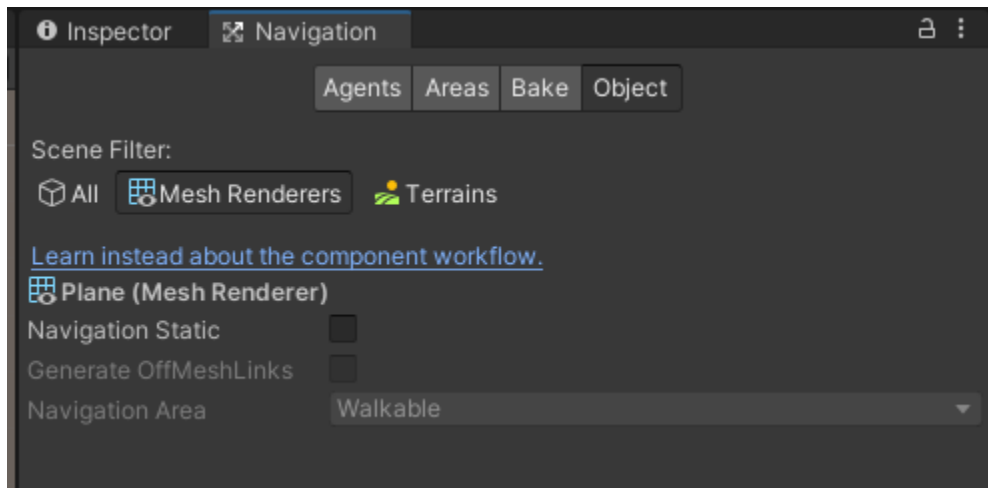 Inspector Navigation
Agents Areas Bake Object
Scene Filter:
All Mesh Renderers Terrains
Learn instead about the component workflow.
Plane (Mesh Renderer)
Navigation Static
Generate OffMeshLinks
Navigation Area Walkable